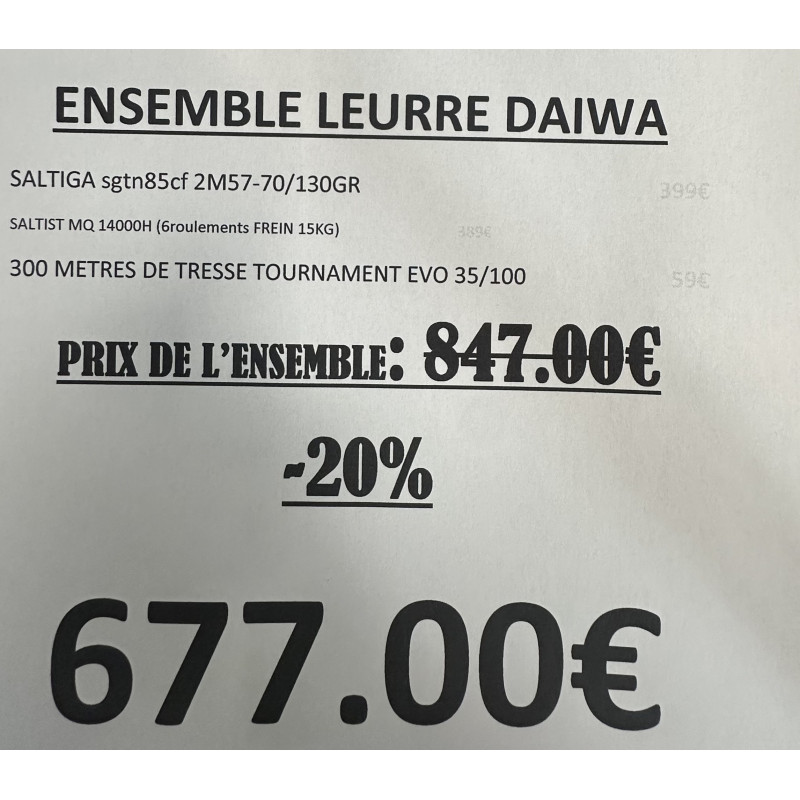 ENSEMBLE LEURRE DAIWA
SALTIGA sgtn85cf 2M57-70/130GR 399€
SALTIST MQ 14000H (6roulements FREIN 15KG) 389€
300 METRES DE TRESSE TOURNAMENT EVO 35/100 59€
PRIX DE L'ENSEMBLE: 847.00€
-20%
677.00€